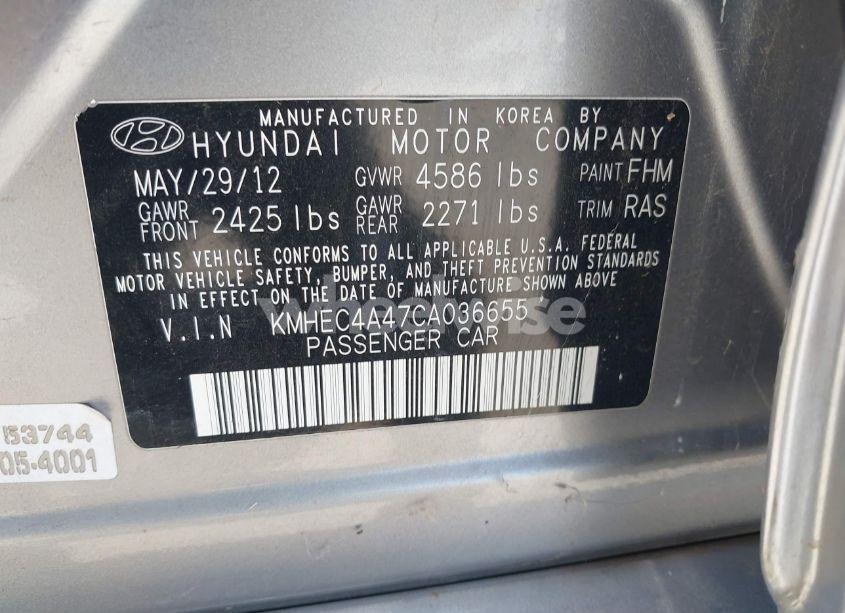 MANUFACTURED IN KOREA BY
HYUNDAI MOTOR COMPANY
MAY/29/12 GVWR 4586 lbs PAINT FHM
GAWR FRONT 2425 lbs GAWR REAR 2271 lbs TRIM RAS
THIS VEHICLE CONFORMS TO ALL APPLICABLE U.S.A. FEDERAL
MOTOR VEHICLE SAFETY, BUMPER, AND THEFT PREVENTION STANDARDS
IN EFFECT ON THE DATE OF MANUFACTURE SHOWN ABOVE
V.I.N KMHEC4A47CA036655
PASSENGER CAR
53744
05-4001